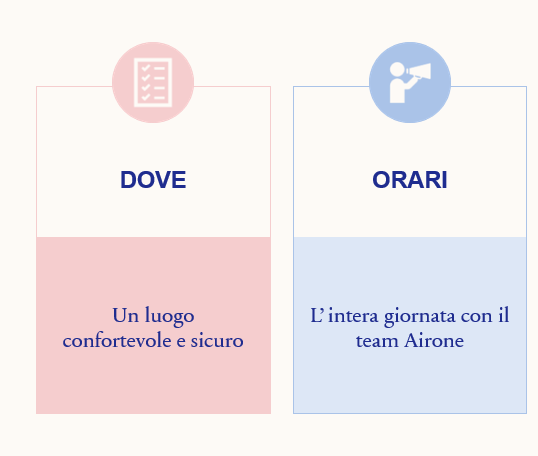 DOVE
Un luogo
confortevole e sicuro
ORARI
L’ intera giornata con il
team Airone